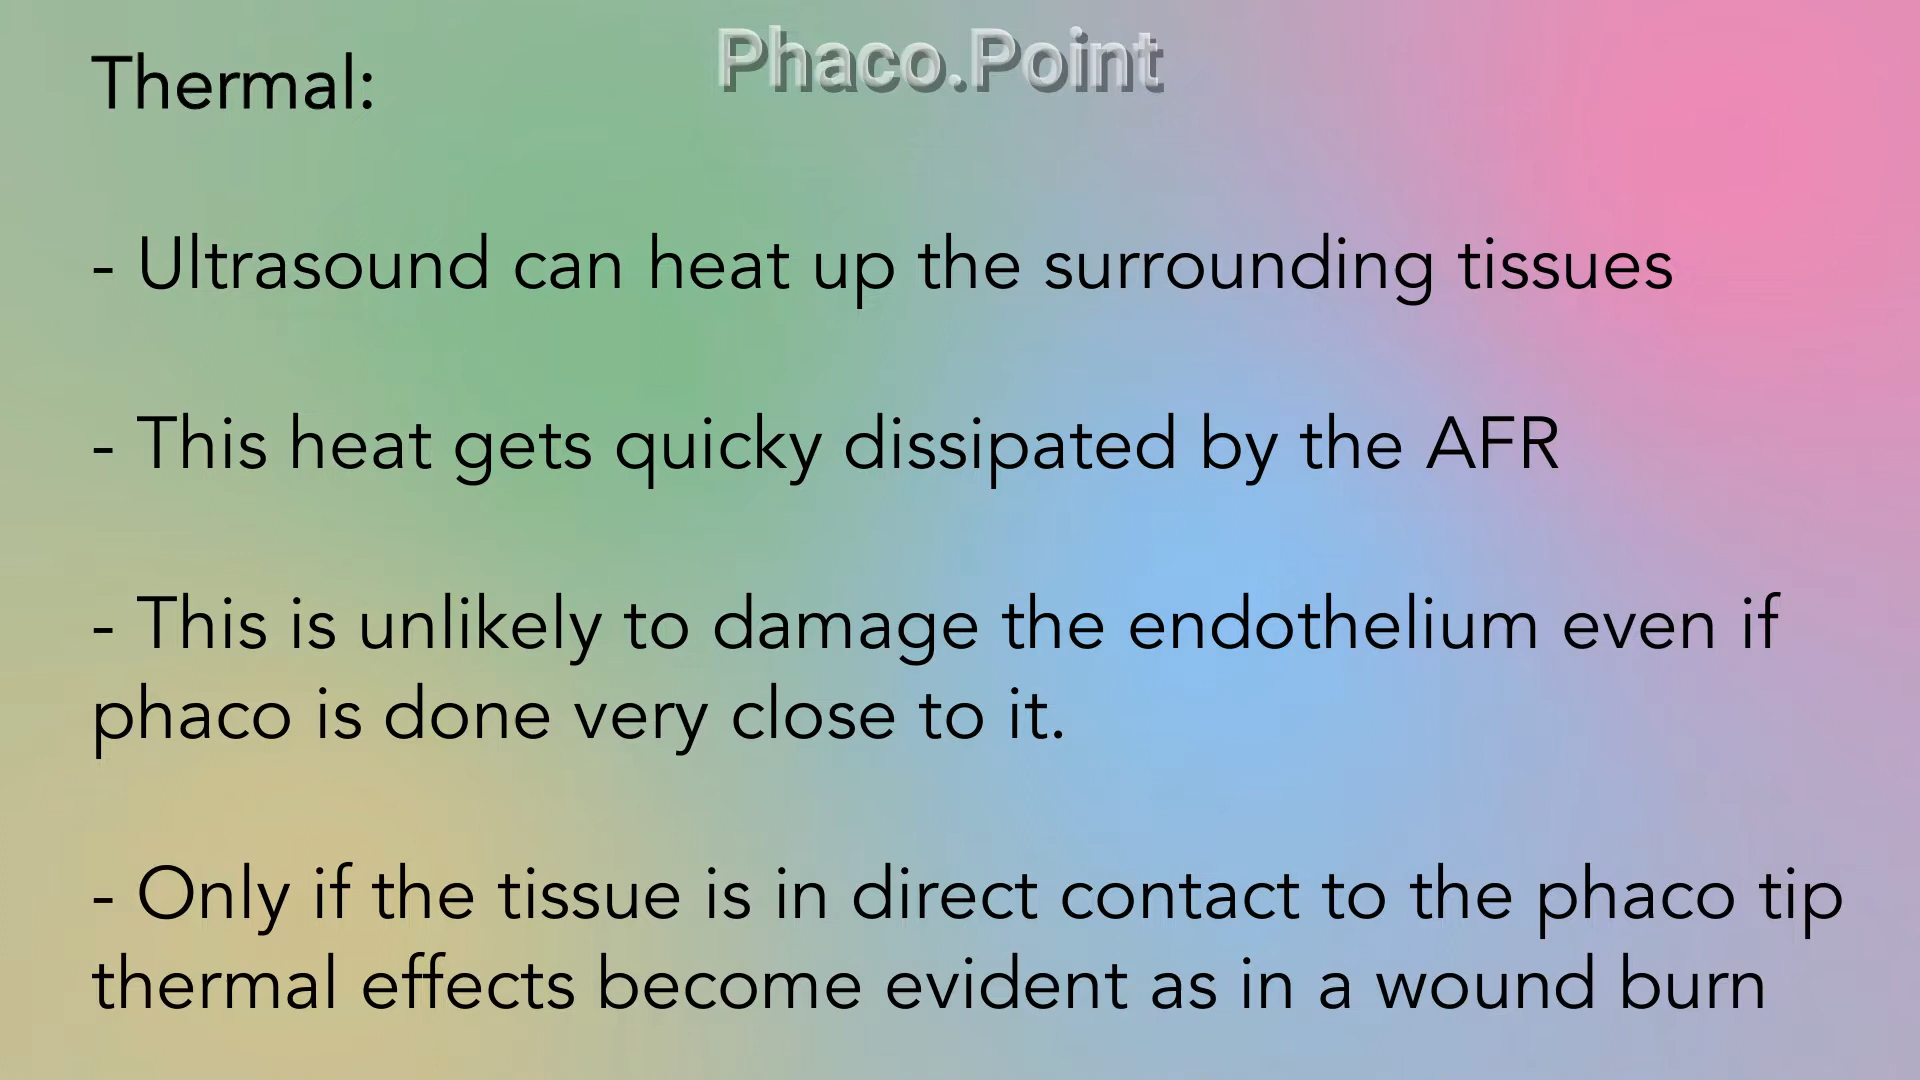 Phaco.Point
Thermal:
- Ultrasound can heat up the surrounding tissues
- This heat gets quicky dissipated by the AFR
- This is unlikely to damage the endothelium even if
phaco is done very close to it.
- Only if the tissue is in direct contact to the phaco tip
thermal effects become evident as in a wound burn